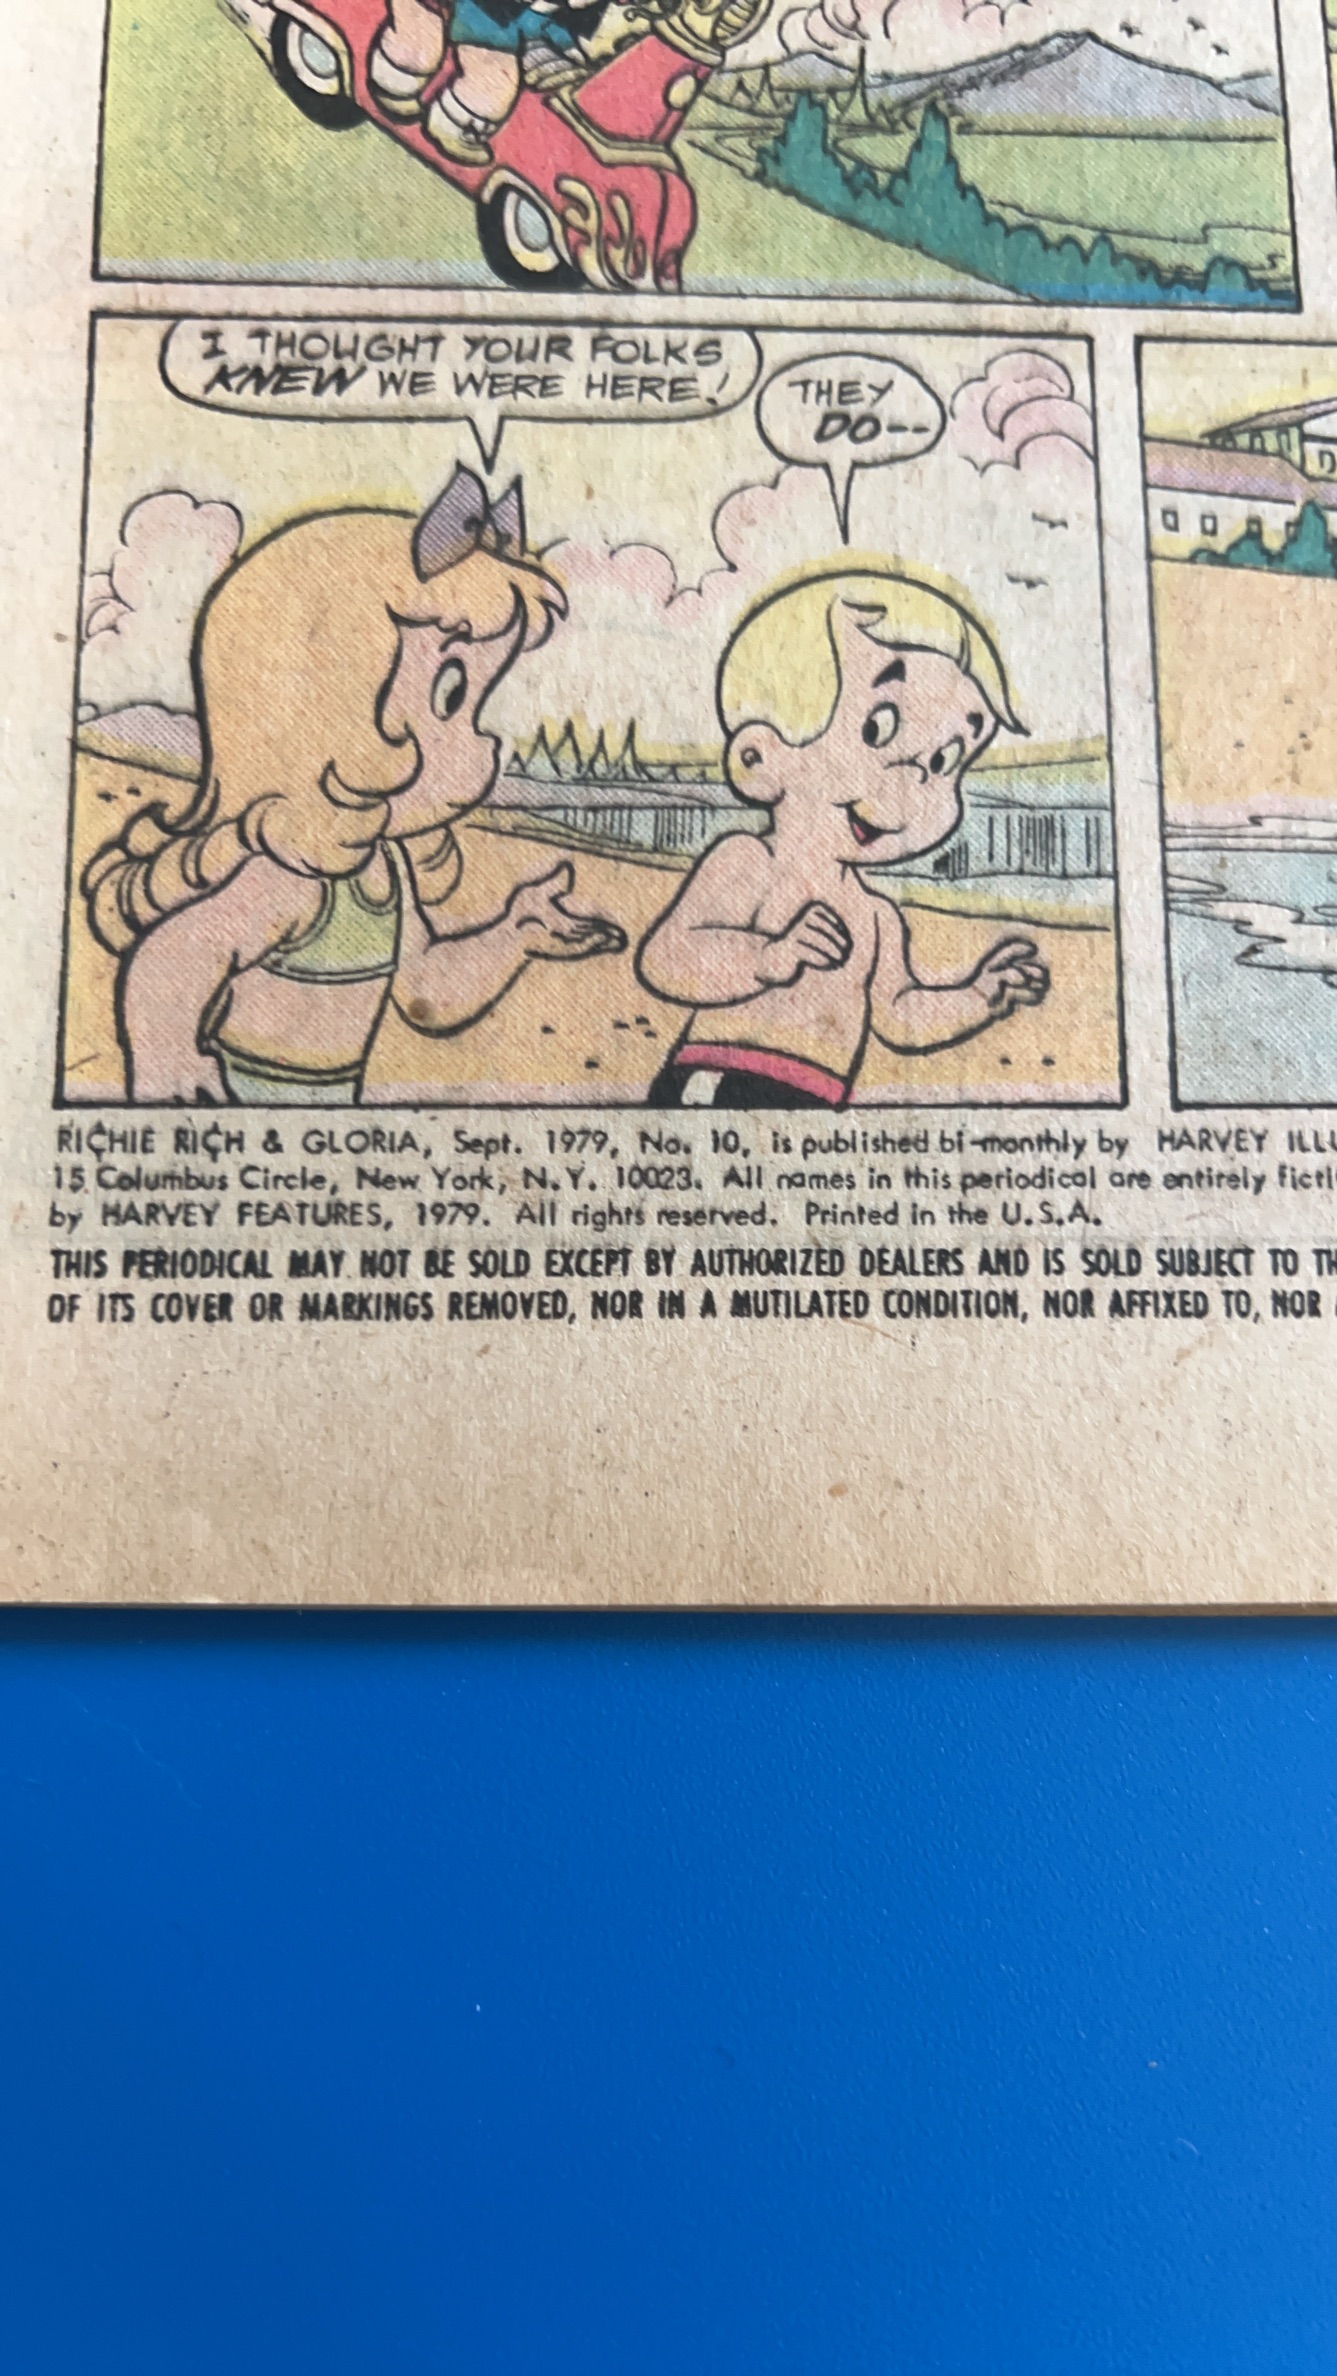 I THOUGHT YOUR FOLKS
KNEW WE WERE HERE!
THEY
DO--
RI¢HIE RI¢H & GLORIA, Sept. 1979, No. 10, is published bi-monthly by HARVEY
15 Columbus Circle, New York, N.Y. 10023. All names in this periodical are entirely
by HARVEY FEATURES, 1979. All rights reserved. Printed in the U.S.A.
THIS PERIODICAL MAY NOT BE SOLD EXCEPT BY AUTHORIZED DEALERS AND IS SOLD SUBJECT TO
OF ITS COVER OR MARKINGS REMOVED, NOR IN A MUTILATED CONDITION, NOR AFFIXED TO, NOR